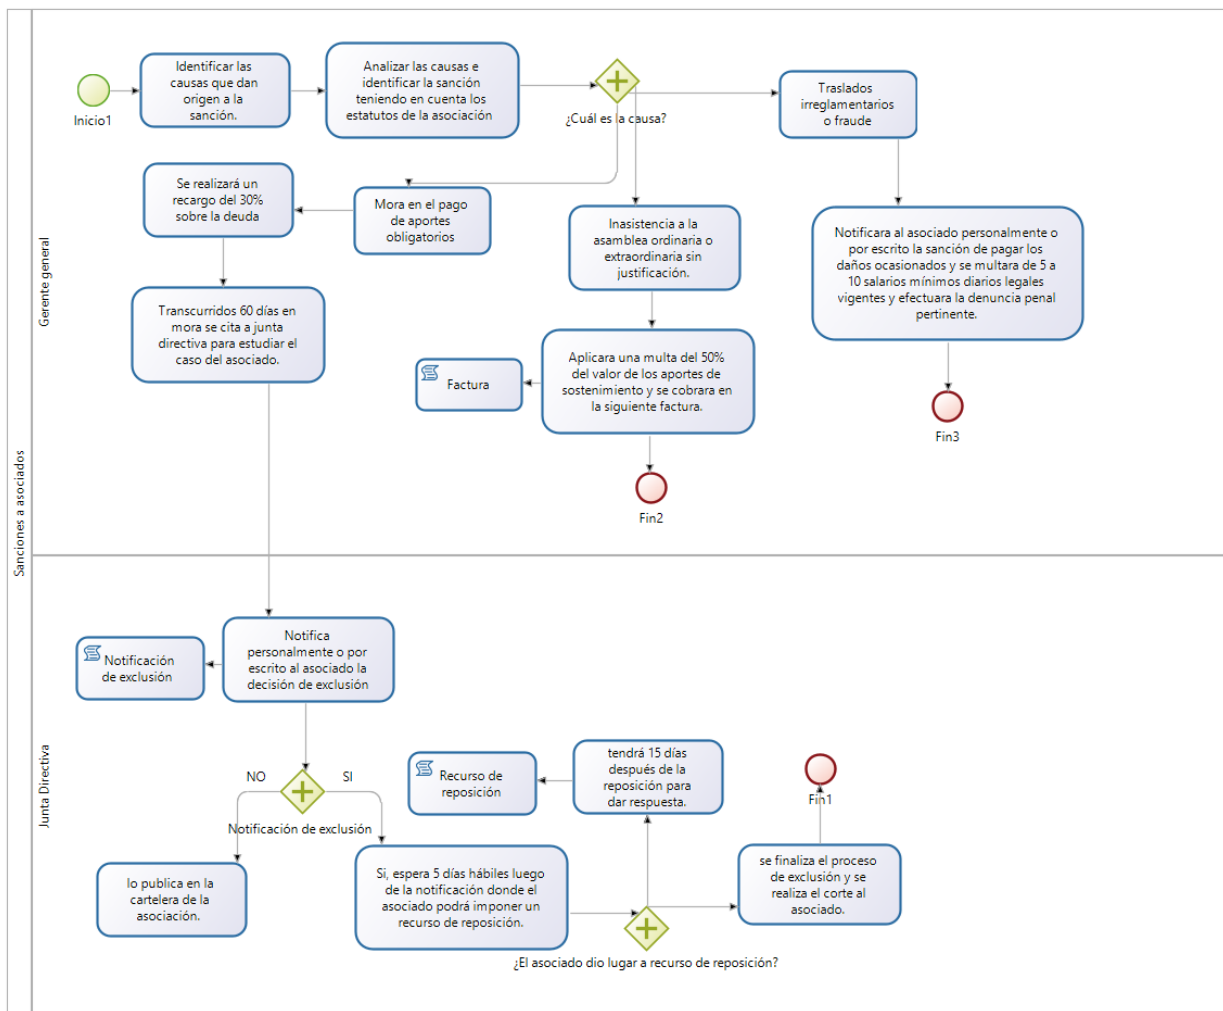 Sanciones a asociados
Gerente general
Inicio1
Identificar las
causas que dan
origen a la
sanción.
Analizar las causas e
identificar la sanción
teniendo en cuenta los
estatutos de la asociación
¿Cuál es la causa?
Traslados
irreglamentarios
o fraude
Se realizará un
recargo del 30%
sobre la deuda
Mora en el pago
de aportes
obligatorios
Inasistencia a la
asamblea ordinaria o
extraordinaria sin
justificación.
Notificara al asociado personalmente o
por escrito la sanción de pagar los
daños ocasionados y se multara de 5 a
10 salarios mínimos diarios legales
vigentes y efectuara la denuncia penal
pertinente.
Transcurridos 60 días en
mora se cita a junta
directiva para estudiar el
caso del asociado.
Factura
Aplicara una multa del 50%
del valor de los aportes de
sostenimiento y se cobrara en
la siguiente factura.
Fin3
Fin2
Junta Directiva
Notificación
de exclusión
Notifica
personalmente o por
escrito al asociado la
decisión de exclusión
NO
SI
Notificación de exclusión
lo publica en la
cartelera de la
asociación.
Si, espera 5 días hábiles luego
de la notificación donde el
asociado podrá imponer un
recurso de reposición.
Recurso de
reposición
tendrá 15 días
después de la
reposición para
dar respuesta.
Fin1
se finaliza el proceso
de exclusión y se
realiza el corte al
asociado.
¿El asociado dio lugar a recurso de reposición?